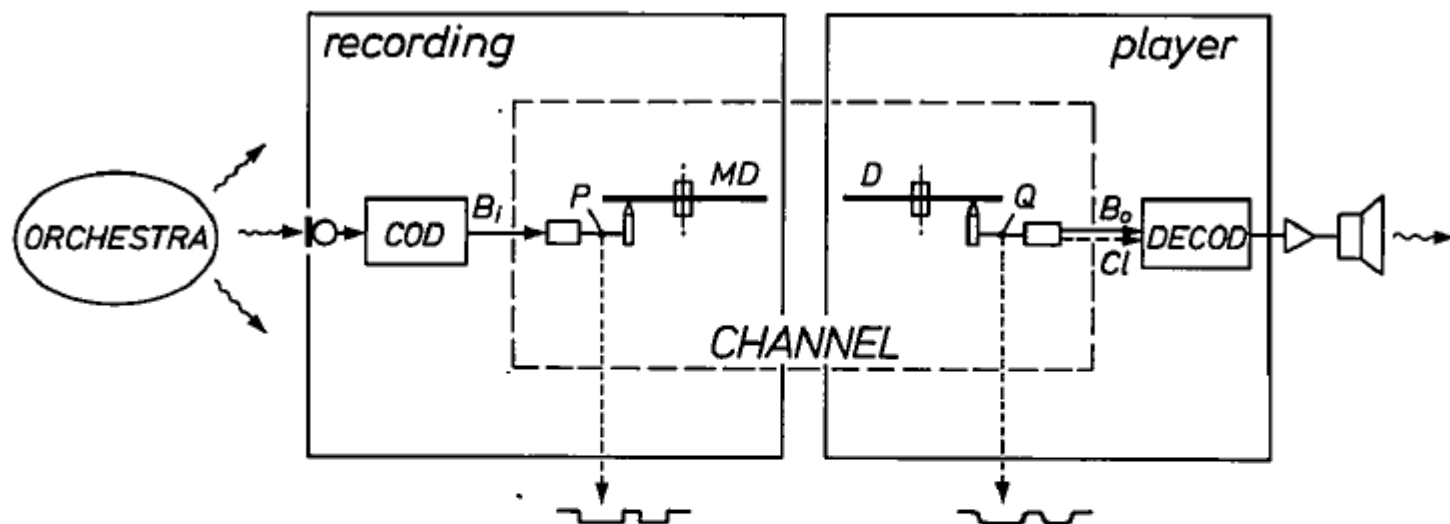 recording
player
ORCHESTRA
COD
Bi
P
MD
D
Q
Bo
Cl
DECOD
CHANNEL